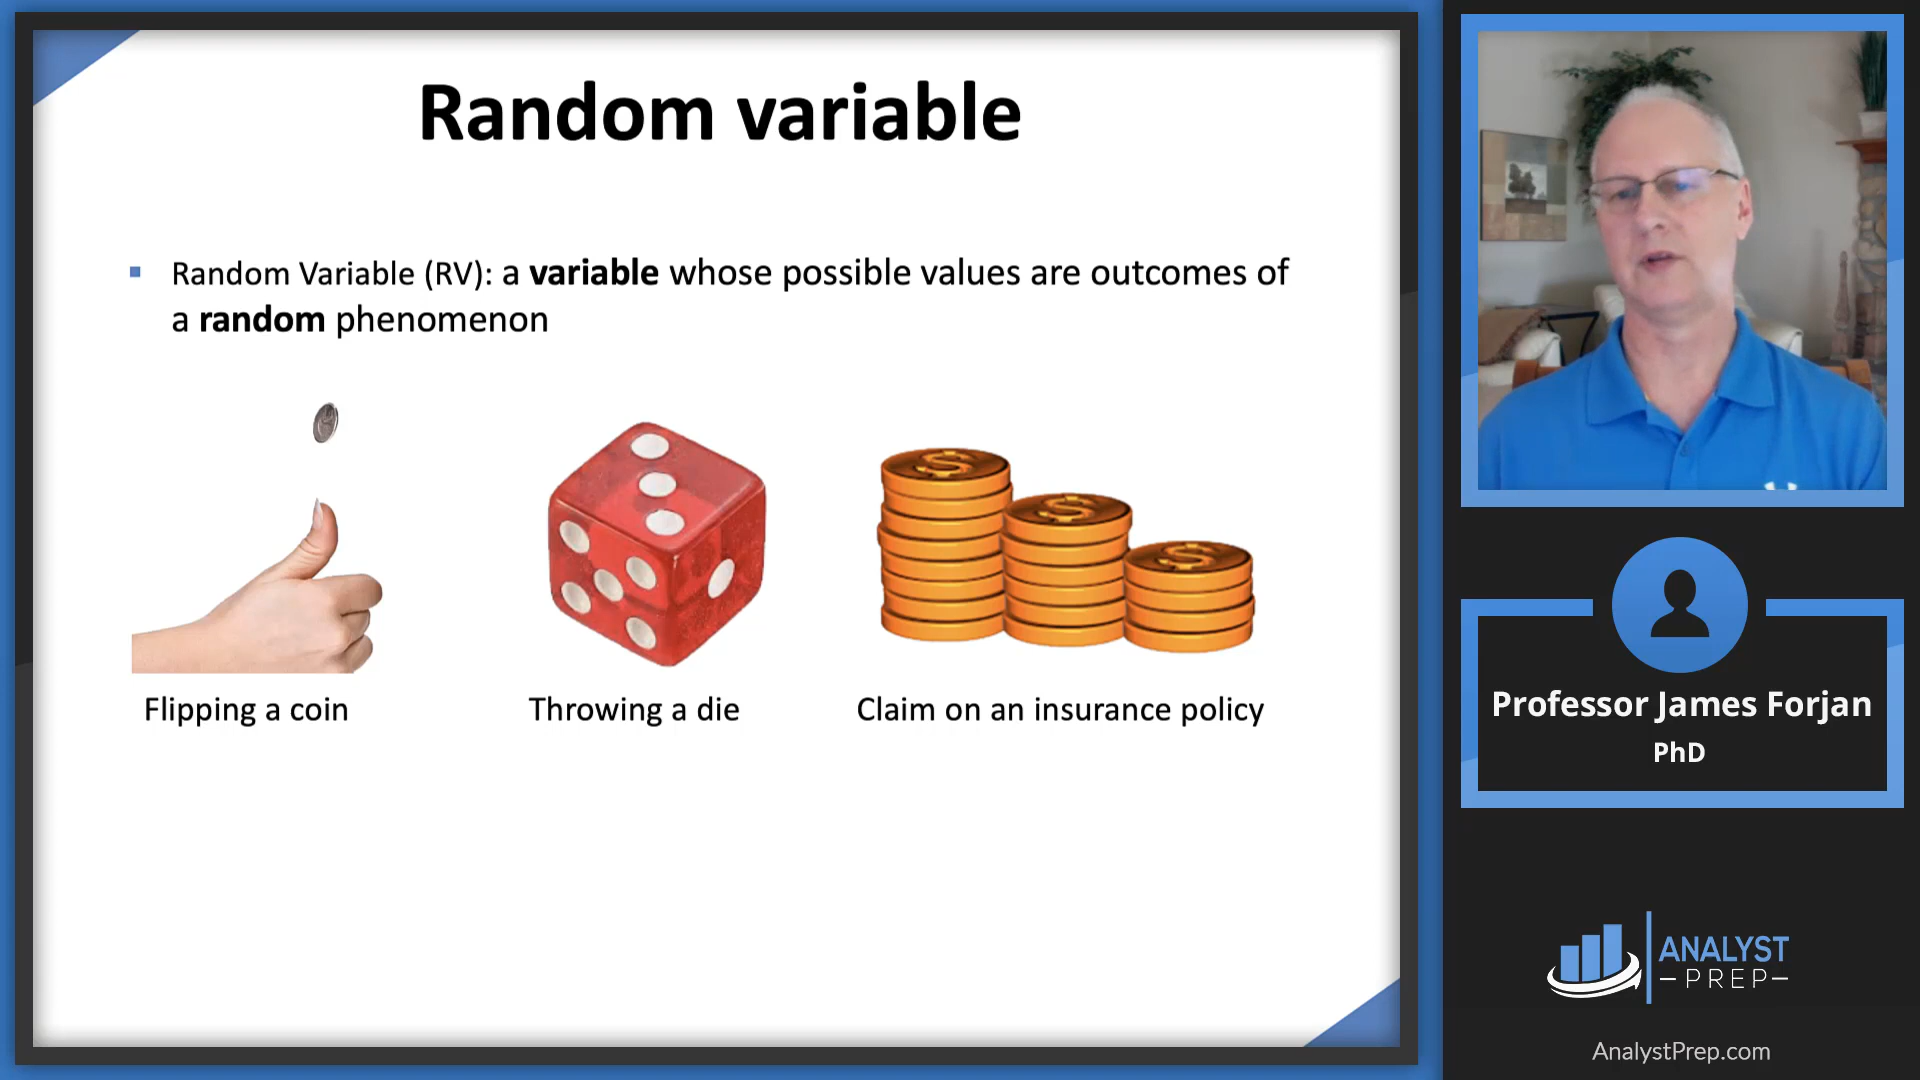 Random variable
Random Variable (RV): a variable whose possible values are outcomes of
a random phenomenon
Flipping a coin
Throwing a die
Claim on an insurance policy
Professor James Forjan
PhD
ANALYST
PREP
AnalystPrep.com